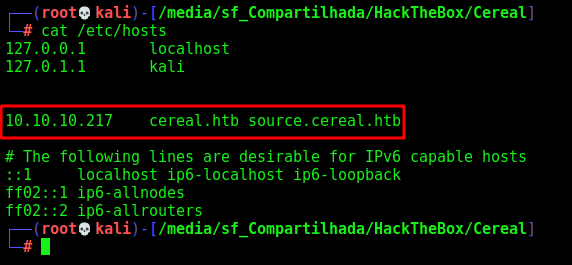 ┌──(root💀kali)-[/media/sf_Compartilhada/HackTheBox/Cereal]
└─# cat /etc/hosts
127.0.0.1       localhost
127.0.1.1       kali
10.10.10.217    cereal.htb source.cereal.htb
# The following lines are desirable for IPv6 capable hosts
::1     localhost ip6-localhost ip6-loopback
ff02::1 ip6-allnodes
ff02::2 ip6-allrouters
┌──(root💀kali)-[/media/sf_Compartilhada/HackTheBox/Cereal]
└─#